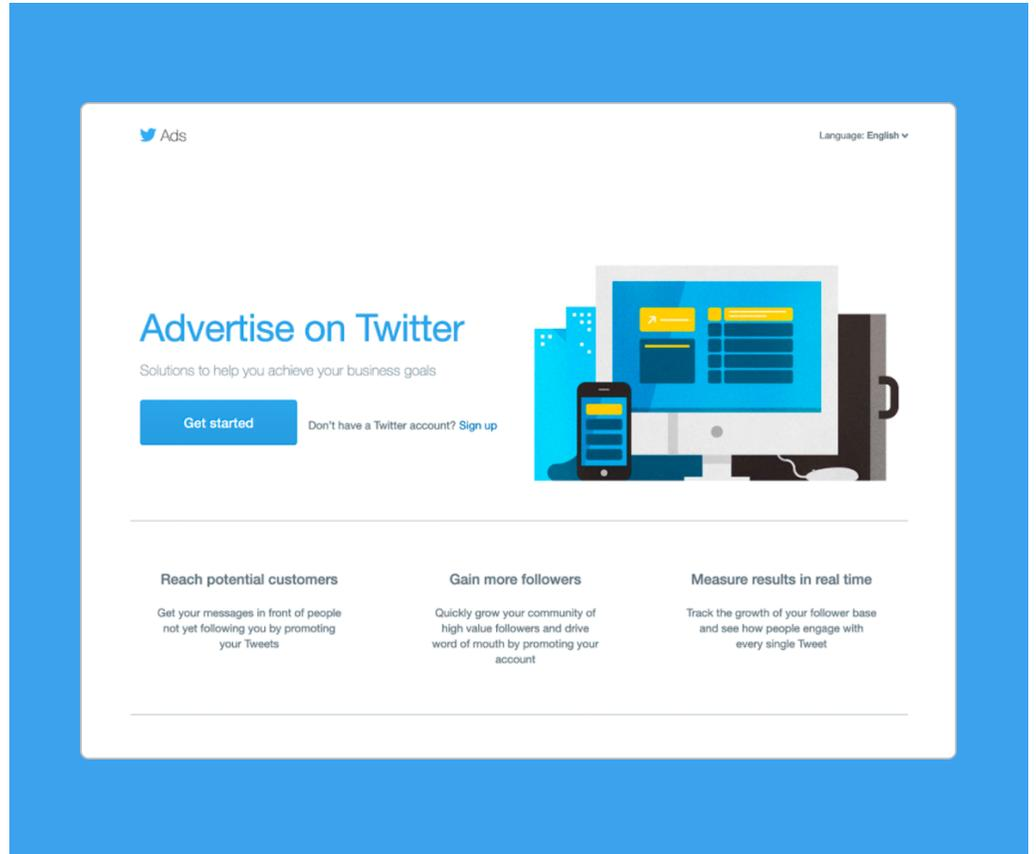 Ads
Language: English
Advertise on Twitter
Solutions to help you achieve your business goals
Get started
Don't have a Twitter account? Sign up
Reach potential customers
Get your messages in front of people
not yet following you by promoting
your Tweets
Gain more followers
Quickly grow your community of
high value followers and drive
word of mouth by promoting your
account
Measure results in real time
Track the growth of your follower base
and see how people engage with
every single Tweet